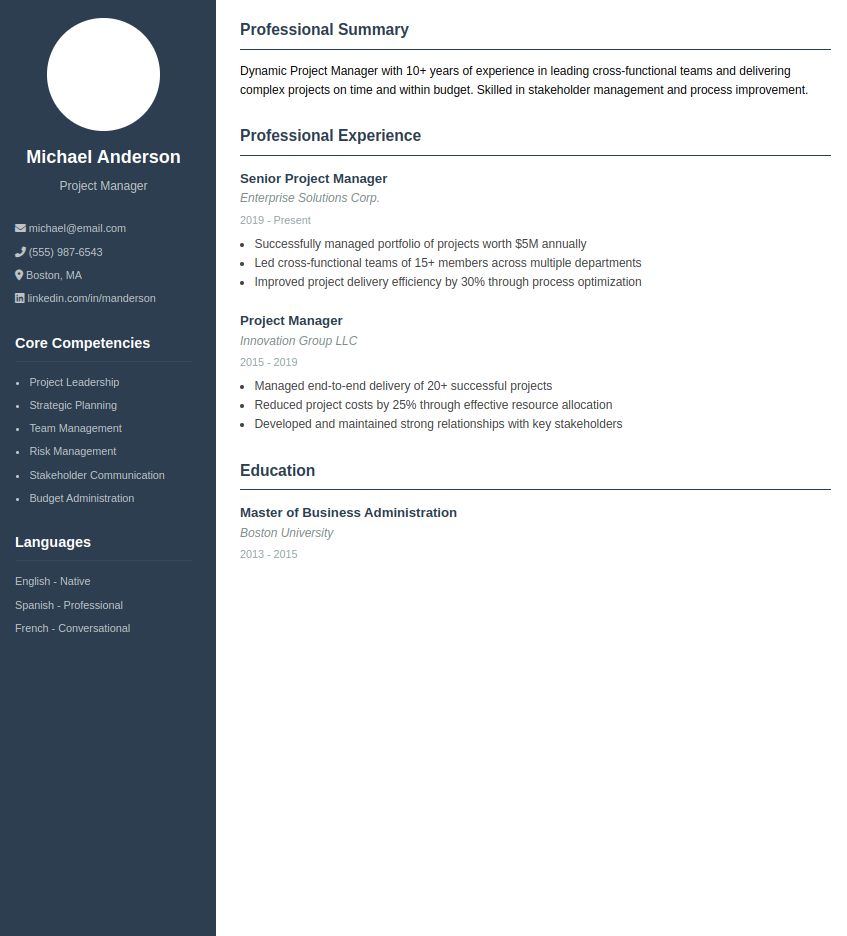 Michael Anderson
Project Manager
michael@email.com
(555) 987-6543
Boston, MA
linkedin.com/in/manderson
Core Competencies
• Project Leadership
• Strategic Planning
• Team Management
• Risk Management
• Stakeholder Communication
• Budget Administration
Languages
English - Native
Spanish - Professional
French - Conversational
Professional Summary
Dynamic Project Manager with 10+ years of experience in leading cross-functional teams and delivering
complex projects on time and within budget. Skilled in stakeholder management and process improvement.
Professional Experience
Senior Project Manager
Enterprise Solutions Corp.
2019 - Present
• Successfully managed portfolio of projects worth $5M annually
• Led cross-functional teams of 15+ members across multiple departments
• Improved project delivery efficiency by 30% through process optimization
Project Manager
Innovation Group LLC
2015 - 2019
• Managed end-to-end delivery of 20+ successful projects
• Reduced project costs by 25% through effective resource allocation
• Developed and maintained strong relationships with key stakeholders
Education
Master of Business Administration
Boston University
2013 - 2015